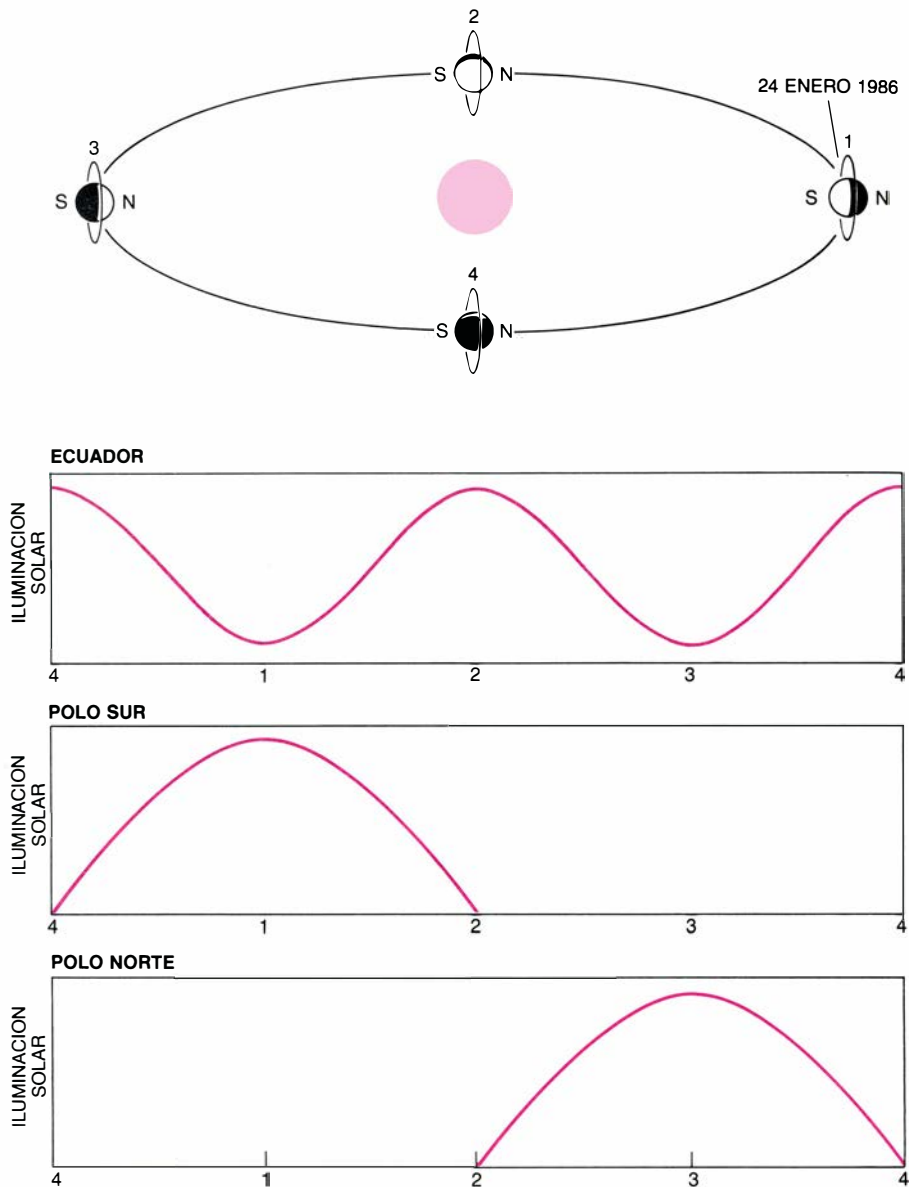 2
S N
24 ENERO 1986
3
1
S N
S N
4
S N
ECUADOR
ILUMINACION
SOLAR
4 1 2 3 4
POLO SUR
ILUMINACION
SOLAR
4 1 2 3 4
POLO NORTE
ILUMINACION
SOLAR
4 1 2 3 4